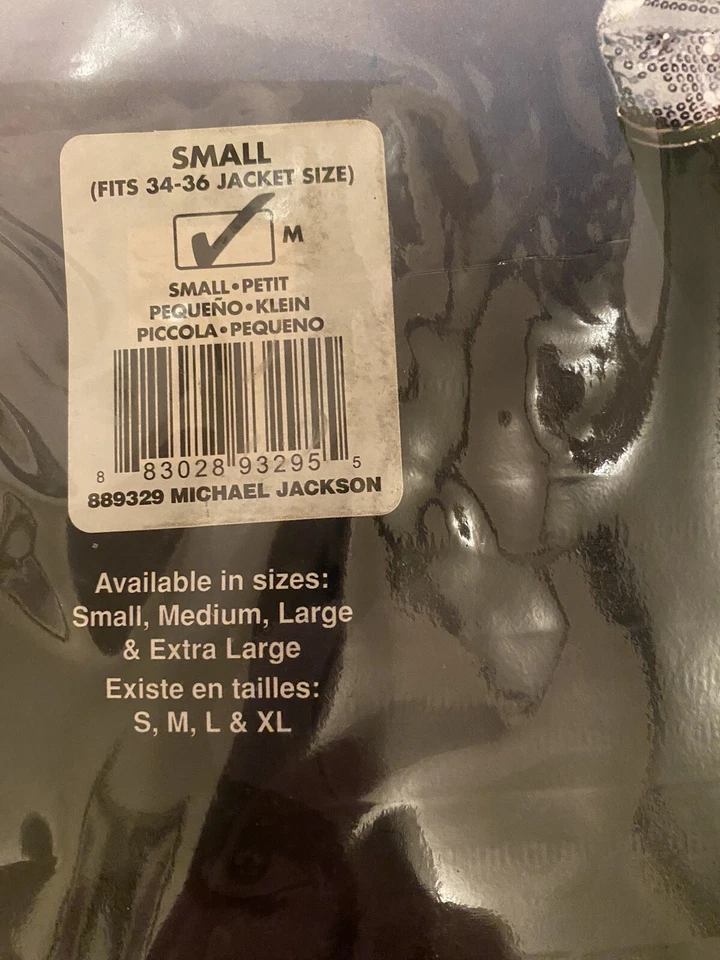 SMALL
(FITS 34-36 JACKET SIZE)
M
SMALL•PETIT
PEQUEÑO•KLEIN
PICCOLA•PEQUENO
8 83028 93295 5
889329 MICHAEL JACKSON
Available in sizes:
Small, Medium, Large
& Extra Large
Existe en tailles:
S, M, L & XL